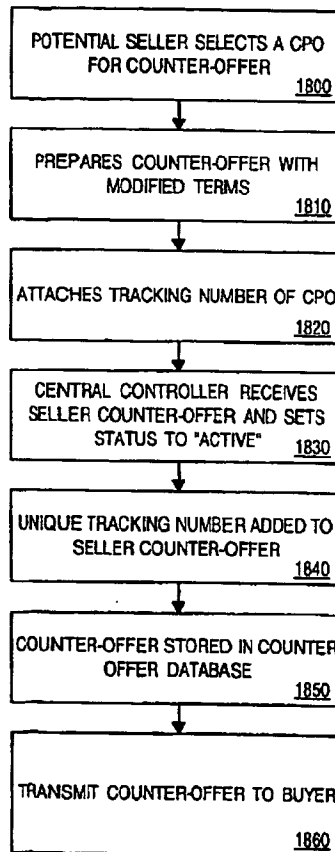 POTENTIAL SELLER SELECTS A CPO
FOR COUNTER-OFFER
1800
PREPARES COUNTER-OFFER WITH
MODIFIED TERMS
1810
ATTACHES TRACKING NUMBER OF CPO
1820
CENTRAL CONTROLLER RECEIVES
SELLER COUNTER-OFFER AND SETS
STATUS TO "ACTIVE"
1830
UNIQUE TRACKING NUMBER ADDED TO
SELLER COUNTER-OFFER
1840
COUNTER-OFFER STORED IN COUNTER
OFFER DATABASE
1850
TRANSMIT COUNTER-OFFER TO BUYER
1860